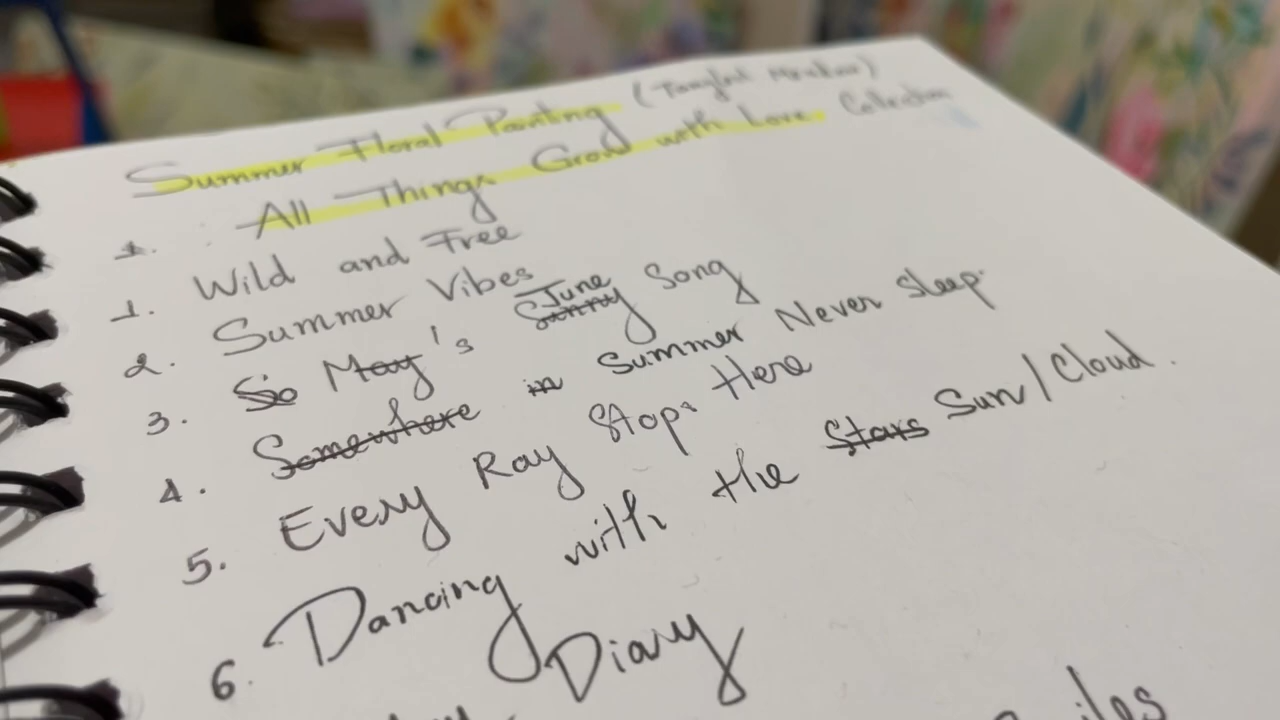 Summer Floral Painting (
1. All Things Grow with Love Collection
1. Wild and Free
2. Summer Vibes
3. So May's Sunny June Song
4. Somewhere in Summer Never Sleep
5. Every Ray Stops Here
6. Dancing with the Stars Sun/Cloud.
Diary